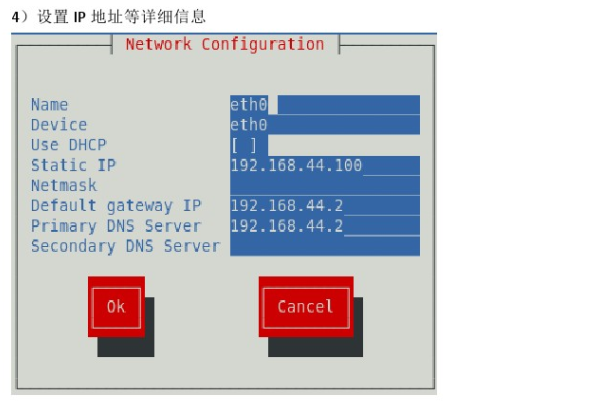 4）设置 IP 地址等详细信息
Network Configuration
Name eth0
Device eth0
Use DHCP [ ]
Static IP 192.168.44.100
Netmask
Default gateway IP 192.168.44.2
Primary DNS Server 192.168.44.2
Secondary DNS Server
Ok Cancel